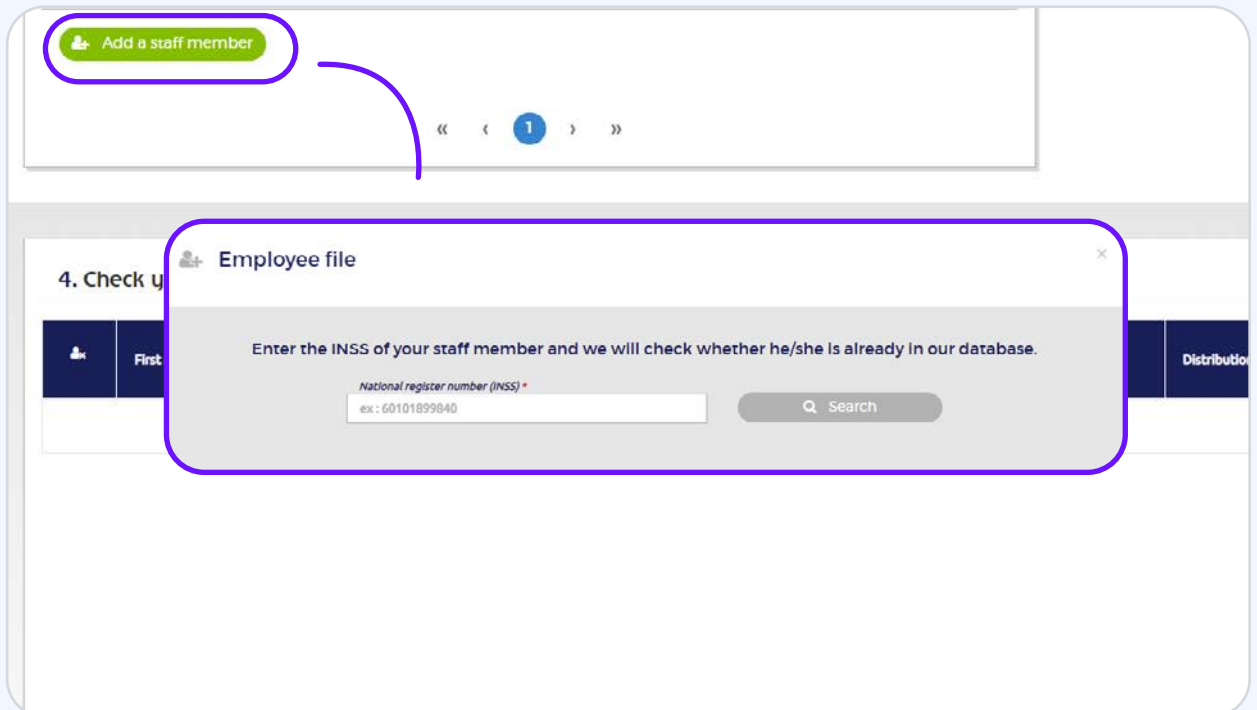 Add a staff member
« ‹ 1 › »
Employee file
×
4. Check y
Enter the INSS of your staff member and we will check whether he/she is already in our database.
First
Distribution
National register number (INSS) *
ex : 60101899840
Search